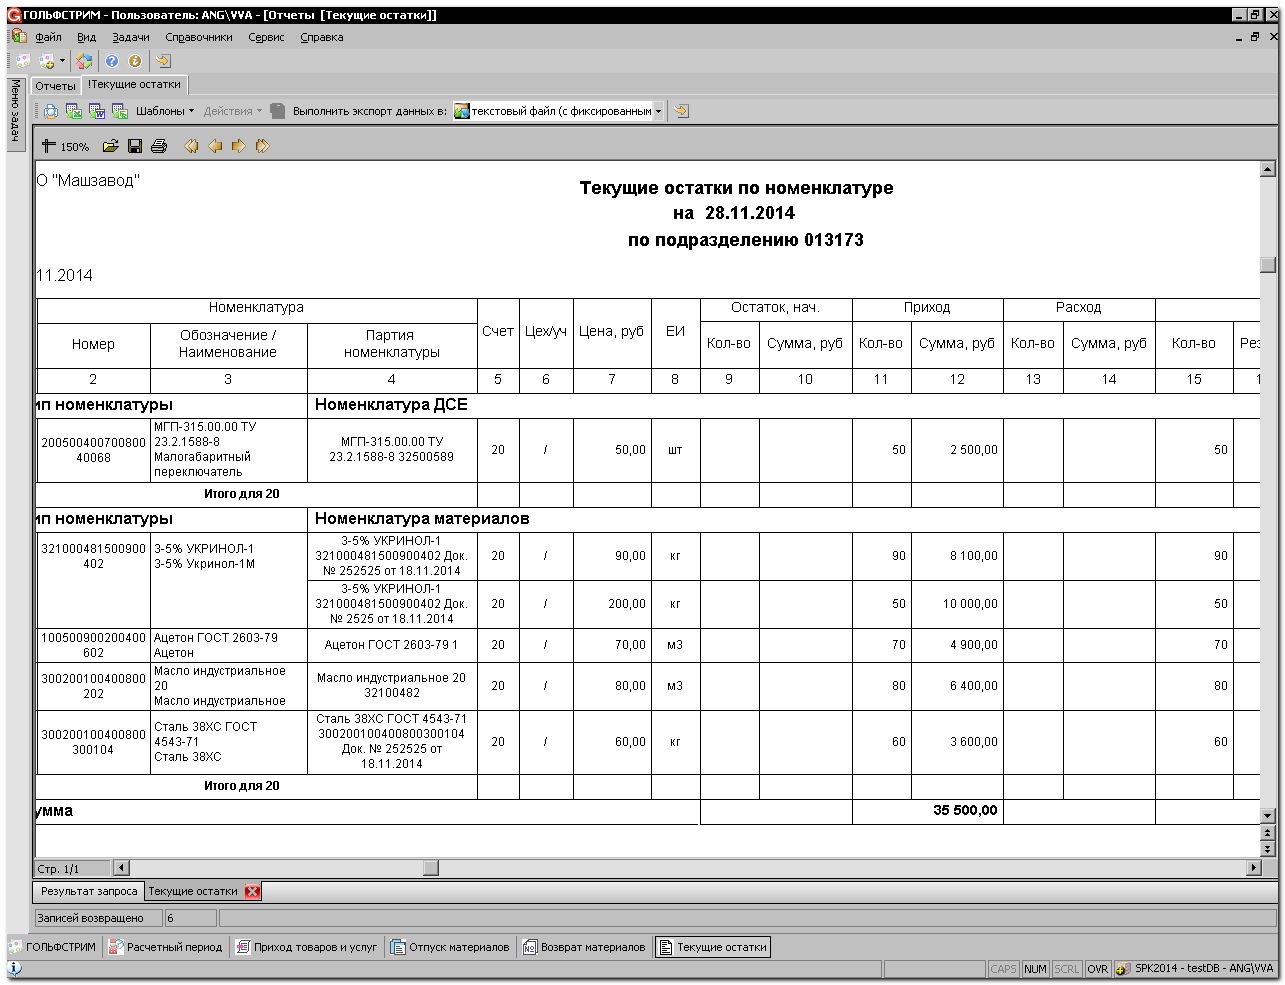 ГОЛЬФСТРИМ - Пользователь: ANG\VVA - [Отчеты [Текущие остатки]]
Файл Вид Задачи Справочники Сервис Справка
Меню задач
Отчеты !Текущие остатки
Шаблоны Действия Выполнить экспорт данных в: текстовый файл (с фиксированным
150%
О "Машзавод"
Текущие остатки по номенклатуре
на 28.11.2014
по подразделению 013173
11.2014
Номенклатура Счет Цех/уч Цена, руб ЕИ Остаток, нач. Приход Расход
Номер Обозначение / Наименование Партия номенклатуры Кол-во Сумма, руб Кол-во Сумма, руб Кол-во Сумма, руб Кол-во Рез
2 3 4 5 6 7 8 9 10 11 12 13 14 15 1
ип номенклатуры Номенклатура ДСЕ
200500400700800
40068
МГП-315.00.00 ТУ
23.2.1588-8
Малогабаритный
переключатель
МГП-315.00.00 ТУ
23.2.1588-8 32500589
20 / 50,00 шт 50 2 500,00 50
Итого для 20
ип номенклатуры Номенклатура материалов
321000481500900
402
3-5% УКРИНОЛ-1
3-5% Укринол-1М
3-5% УКРИНОЛ-1
321000481500900402 Док.
№ 252525 от 18.11.2014
20 / 90,00 кг 90 8 100,00 90
3-5% УКРИНОЛ-1
321000481500900402 Док.
№ 2525 от 18.11.2014
20 / 200,00 кг 50 10 000,00 50
100500900200400
602
Ацетон ГОСТ 2603-79
Ацетон
Ацетон ГОСТ 2603-79 1
20 / 70,00 м3 70 4 900,00 70
300200100400800
202
Масло индустриальное
20
Масло индустриальное
Масло индустриальное 20
32100482
20 / 80,00 м3 80 6 400,00 80
300200100400800
300104
Сталь 38ХС ГОСТ
4543-71
Сталь 38ХС
Сталь 38ХС ГОСТ 4543-71
300200100400800300104
Док. № 252525 от
18.11.2014
20 / 60,00 кг 60 3 600,00 60
Итого для 20
умма 35 500,00
Стр. 1/1
Результат запроса Текущие остатки
Записей возвращено 6
ГОЛЬФСТРИМ Расчетный период Приход товаров и услуг Отпуск материалов Возврат материалов Текущие остатки
CAPS NUM SCRL OVR SPK2014 - testDB - ANG\VVA